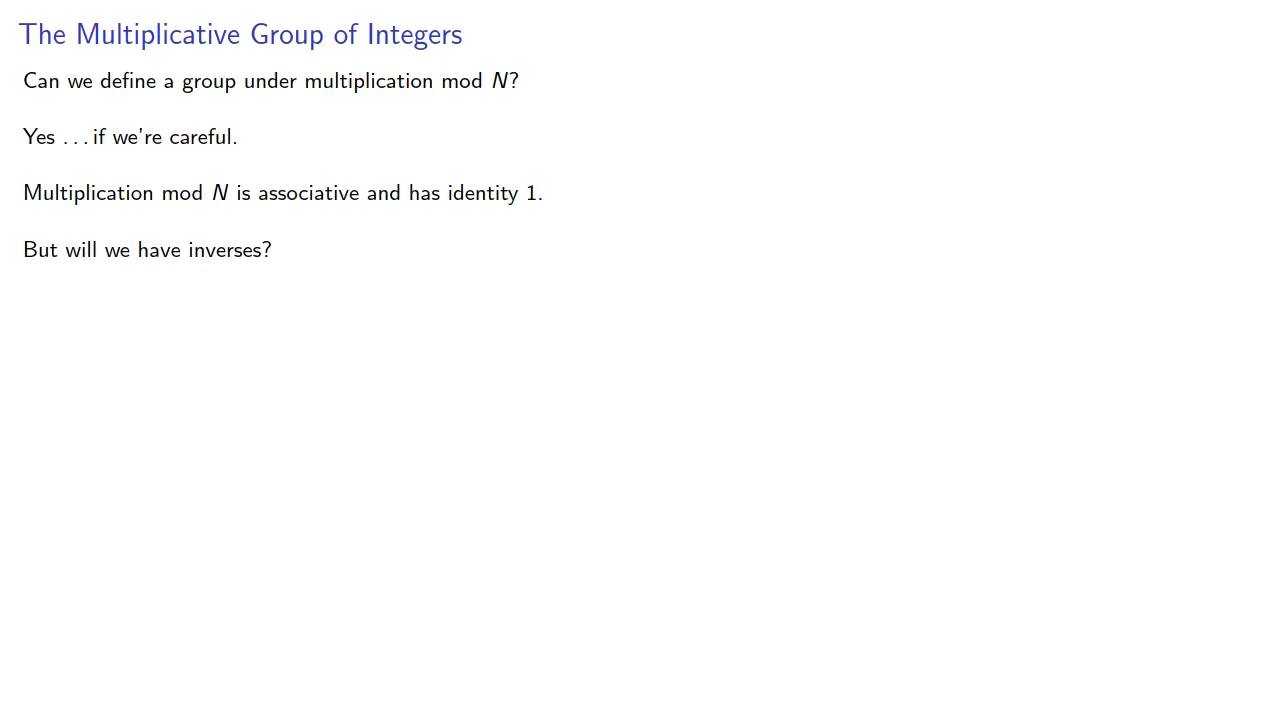 The Multiplicative Group of Integers
Can we define a group under multiplication mod N?
Yes . . . if we're careful.
Multiplication mod N is associative and has identity 1.
But will we have inverses?